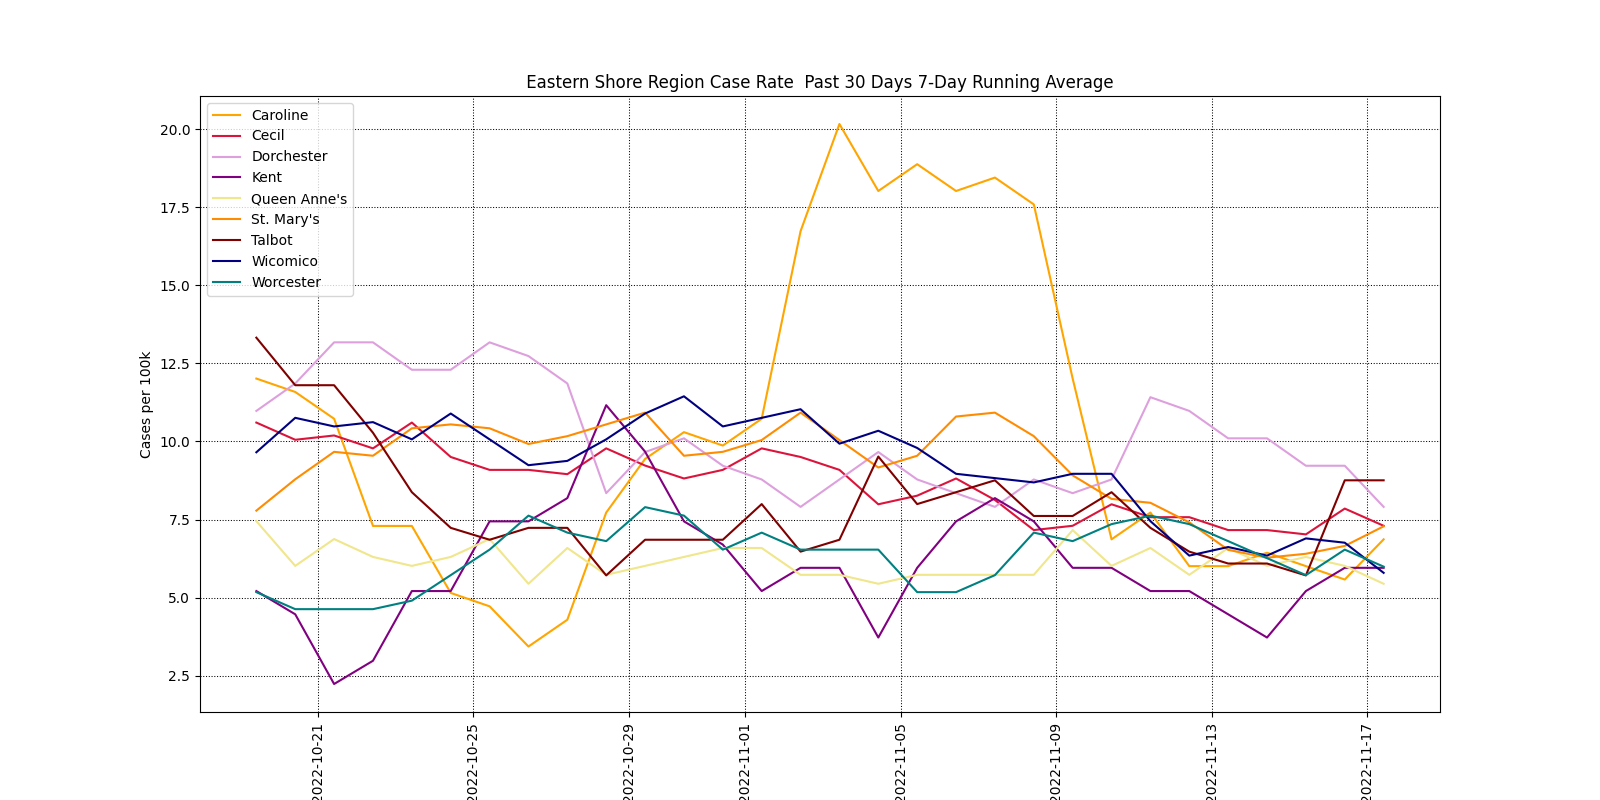 Eastern Shore Region Case Rate  Past 30 Days 7-Day Running Average
Caroline
Cecil
Dorchester
Kent
Queen Anne's
St. Mary's
Talbot
Wicomico
Worcester
Cases per 100k
20.0
17.5
15.0
12.5
10.0
7.5
5.0
2.5
2022-10-21
2022-10-25
2022-10-29
2022-11-01
2022-11-05
2022-11-09
2022-11-13
2022-11-17